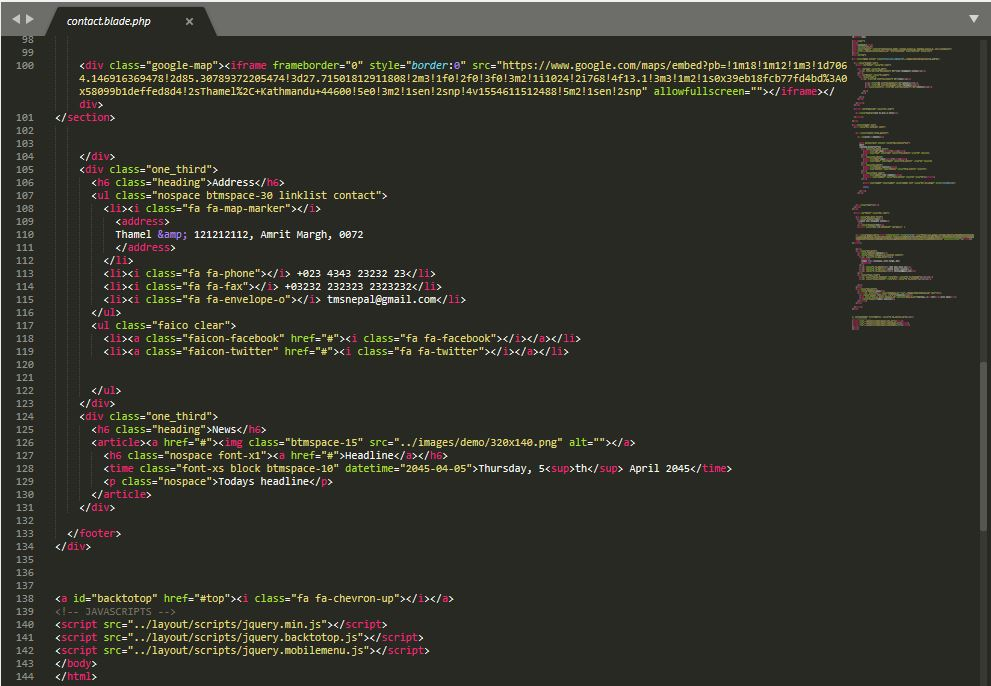 contact.blade.php
98
99
100 <div class="google-map"><iframe frameborder="0" style="border:0" src="https://www.google.com/maps/embed?pb=!1m18!1m12!1m3!1d706
4.146916369478!2d85.30789372205474!3d27.71501812911808!2m3!1f0!2f0!3f0!3m2!1i1024!2i768!4f13.1!3m3!1m2!1s0x39eb18fcb77fd4bd%3A0
x58099b1deffed8d4!2sThamel%2C+Kathmandu+44600!5e0!3m2!1sen!2snp!4v1554611512488!5m2!1sen!2snp" allowfullscreen=""></iframe></
div>
101 </section>
102
103
104 </div>
105 <div class="one_third">
106 <h6 class="heading">Address</h6>
107 <ul class="nospace btmspace-30 linklist contact">
108 <li><i class="fa fa-map-marker"></i>
109 <address>
110 Thamel &amp; 121212112, Amrit Margh, 0072
111 </address>
112 </li>
113 <li><i class="fa fa-phone"></i> +023 4343 23232 23</li>
114 <li><i class="fa fa-fax"></i> +03232 232323 2323232</li>
115 <li><i class="fa fa-envelope-o"></i> tmsnepal@gmail.com</li>
116 </ul>
117 <ul class="faico clear">
118 <li><a class="faicon-facebook" href="#"><i class="fa fa-facebook"></i></a></li>
119 <li><a class="faicon-twitter" href="#"><i class="fa fa-twitter"></i></a></li>
120
121
122 </ul>
123 </div>
124 <div class="one_third">
125 <h6 class="heading">News</h6>
126 <article><a href="#"><img class="btmspace-15" src="../images/demo/320x140.png" alt=""></a>
127 <h6 class="nospace font-x1"><a href="#">Headline</a></h6>
128 <time class="font-xs block btmspace-10" datetime="2045-04-05">Thursday, 5<sup>th</sup> April 2045</time>
129 <p class="nospace">Todays headline</p>
130 </article>
131 </div>
132
133 </footer>
134 </div>
135
136
137
138 <a id="backtotop" href="#top"><i class="fa fa-chevron-up"></i></a>
139 <!-- JAVASCRIPTS -->
140 <script src="../layout/scripts/jquery.min.js"></script>
141 <script src="../layout/scripts/jquery.backtotop.js"></script>
142 <script src="../layout/scripts/jquery.mobilemenu.js"></script>
143 </body>
144 </html>